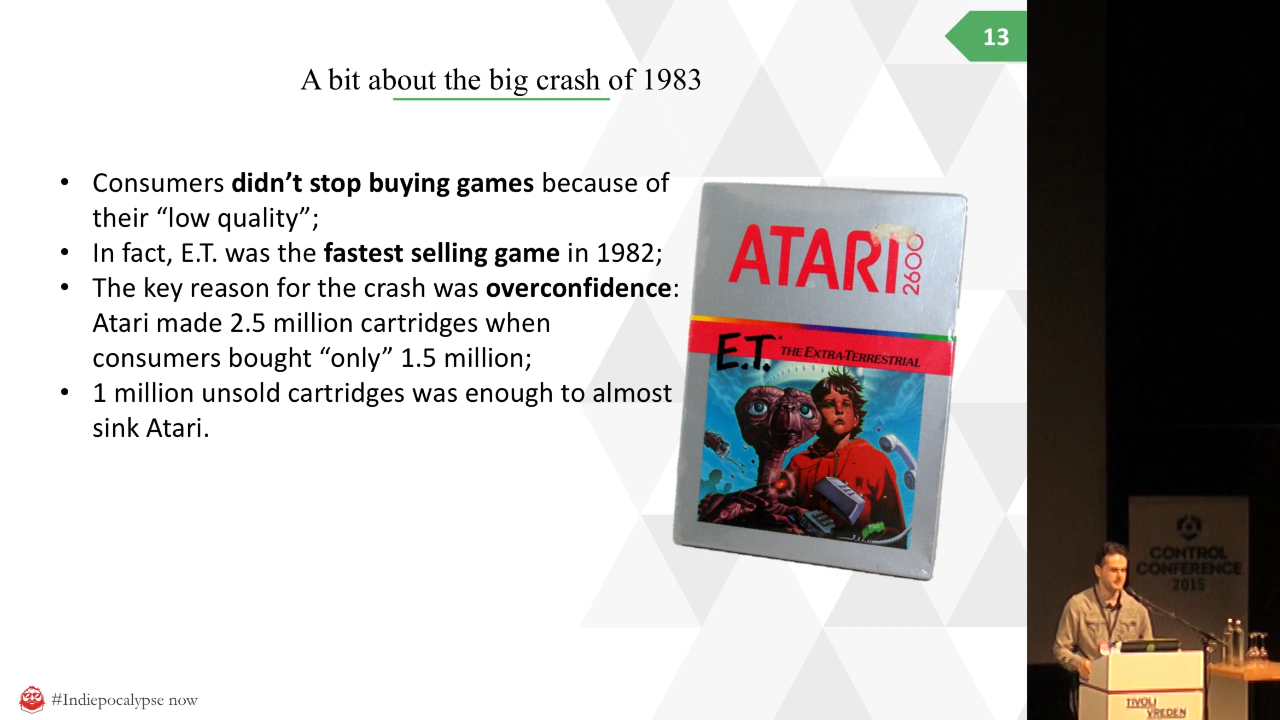 13
A bit about the big crash of 1983
• Consumers didn’t stop buying games because of
their “low quality”;
• In fact, E.T. was the fastest selling game in 1982;
• The key reason for the crash was overconfidence:
Atari made 2.5 million cartridges when
consumers bought “only” 1.5 million;
• 1 million unsold cartridges was enough to almost
sink Atari.
ATARI 2600
E.T. THE EXTRA-TERRESTRIAL
CONTROL
CONFERENCE
2015
TIVOLI
VREDEN
#Indiepocalypse now